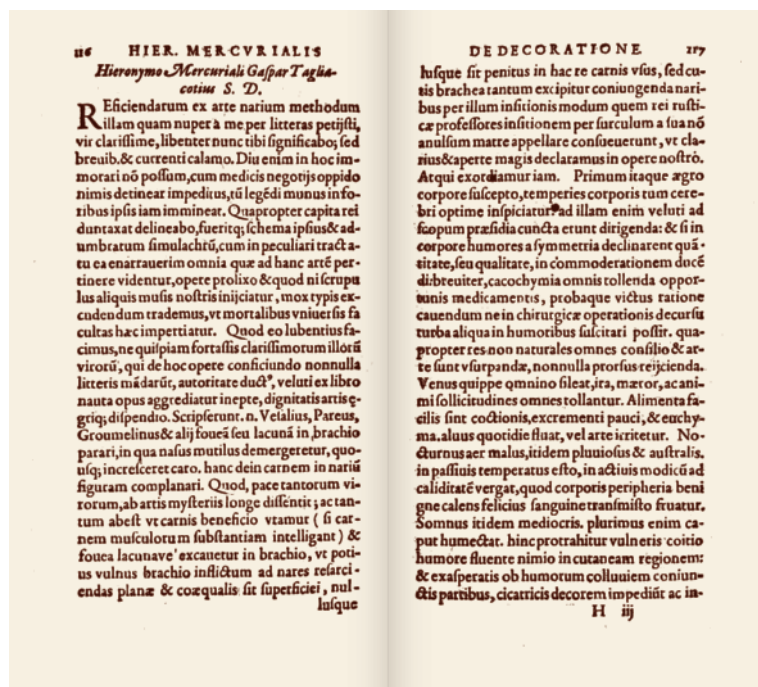 116 HIER. MERCVRIALIS
Hieronymo Mercuriali Gaspar Taglia-
cotius S. D.
REficiendarum ex arte narium methodum
illam quam nuper à me per litteras petijsti,
vir clarissime, libenter nunc tibi significabo; sed
breuib. & currenti calamo. Diu enim in hoc im-
morari nō possum, cum medicis negotijs oppido
nimis detinear impeditus, tū legēdi munus in fo-
ribus ipsis iam immineat. Quapropter capita rei
duntaxat delineabo, fueritq; schema ipsius & ad-
umbratum simulachrū, cum in peculiari tracta-
tu ea enarrauerim omnia quæ ad hanc artē per-
tinere videntur, opere prolixo & quod ni scrupu
lus aliquis musis nostris inijciatur, mox typis ex-
cudendum trademus, vt mortalibus vniuersis fa
cultas hæc impertiatur. Quod eo lubentius fa-
cimus, ne quispiam fortassis clarissimorum illorū
virorū, qui de hoc opere conficiundo nonnulla
litteris mādarūt, autoritate duct⁹, veluti ex libro
nauta opus aggrediatur inepte, dignitatis artis ę-
griq; dispendio. Scripserunt. n. Vesalius, Pareus,
Groumelinus & alij foueā seu lacunā in brachio
parari, in qua nasus mutilus demergeretur, quo-
usq; incresceret caro. hanc dein carnem in nariū
figuram complanari. Quod, pace tantorum vi-
rorum, ab artis mysteriis longe dissentit; ac tan-
tum abest vt carnis beneficio vtamur ( si car-
nem musculorum substantiam intelligant ) &
fouea lacunave excauetur in brachio, vt poti-
us vulnus brachio inflictum ad nares resarci-
endas planæ & coæqualis sit superficiei, nul-
lusque
DE DECORATIONE 117
lusque sit penitus in hac re carnis vsus, sed cu-
tis brachea tantum excipitur coniungenda nari-
bus per illum insitionis modum quem rei rusti-
cæ professores insitionem per surculum a sua nō
anulsum matre appellare consueuerunt, vt cla-
rius & aperte magis declaramus in opere nostro.
Atqui exordiamur iam. Primum itaque ægro
corpore suscepto, temperies corporis tum cere-
bri optime inspiciatur: ad illam enim veluti ad
scopum præsidia cuncta erunt dirigenda: & si in
corpore humores a symmetria declinarent quā-
titate, seu qualitate, in commoderationem ducē
di: breuiter, cacochymia omnis tollenda oppor-
tunis medicamentis, probaque victus ratione
cauendum ne in chirurgicæ operationis decursu
turba aliqua in humoribus suscitari possit. qua-
propter res non naturales omnes consilio & ar-
te sunt vsurpandæ, nonnulla prorsus reijcienda.
Venus quippe omnino sileat, ira, mæror, ac ani-
mi sollicitudines omnes tollantur. Alimenta fa-
cilis sint coctionis, excrementi pauci, & euchy-
ma. aluus quotidie fluat, vel arte irritetur. No-
cturnus aer malus, itidem pluuiosus & australis.
in passiuis temperatus esto, in actiuis modicū ad
caliditatē vergat, quod corporis peripheria beni
gne calens felicius sanguine transmisto fruatur.
Somnus itidem mediocris. plurimus enim ca-
put humectat. hinc protrahitur vulneris coitio
humore fluente nimio in cutaneam regionem:
& exasperatis ob humorum colluuiem coniun-
ctis partibus, cicatricis decorem impediūt ac in-
H iij